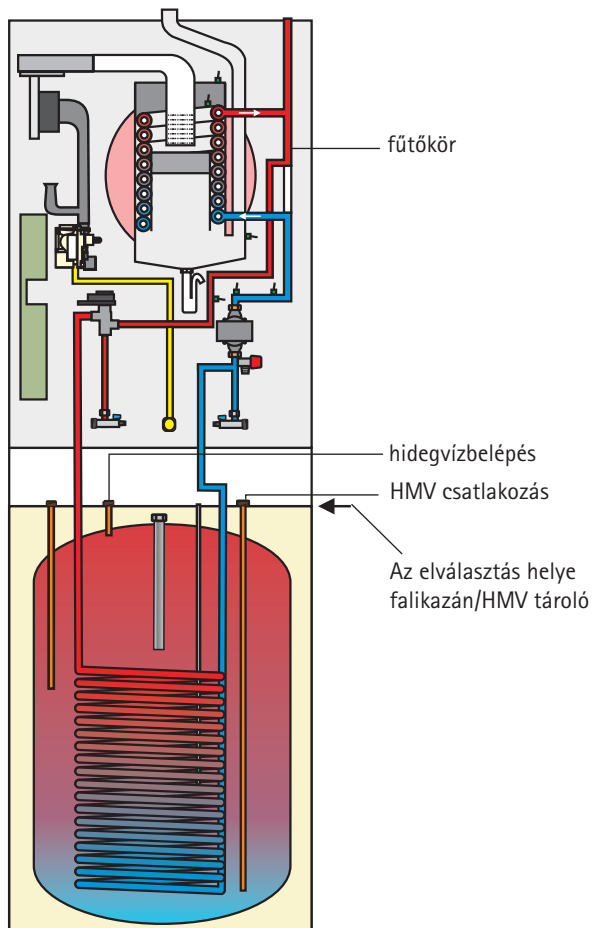 fűtőkör
hidegvízbelépés
HMV csatlakozás
Az elválasztás helye
falikazán/HMV tároló